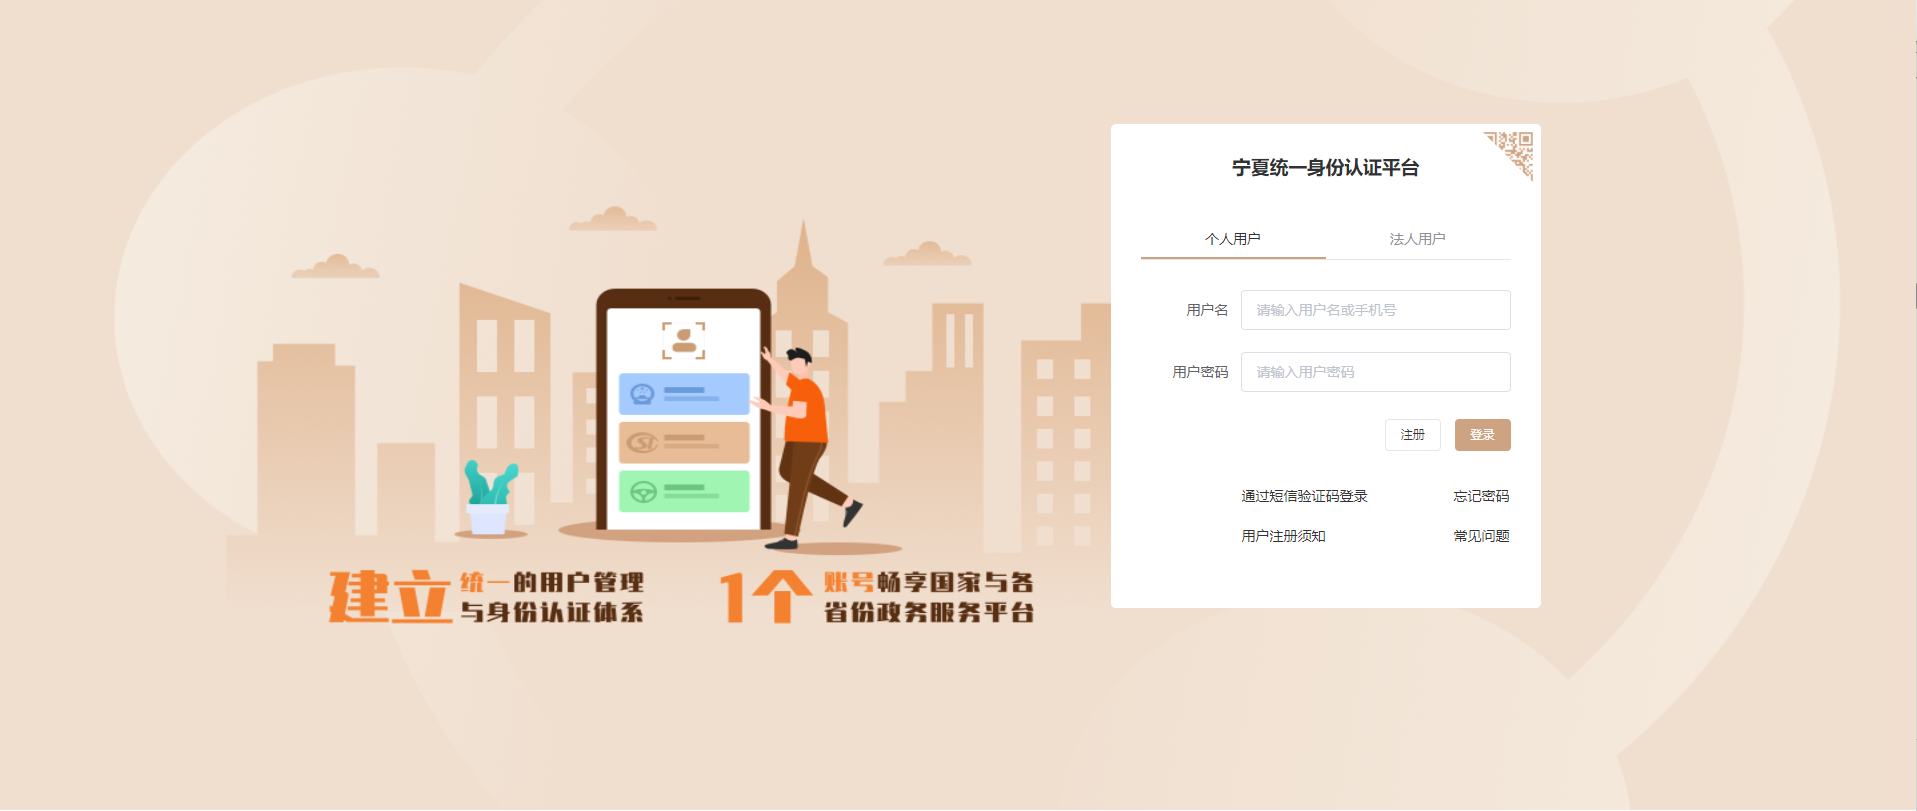 宁夏统一身份认证平台
个人用户
法人用户
用户名
请输入用户名或手机号
用户密码
请输入用户密码
注册
登录
通过短信验证码登录
忘记密码
用户注册须知
常见问题
建立
统一的用户管理
与身份认证体系
1个
账号畅享国家与各
省份政务服务平台